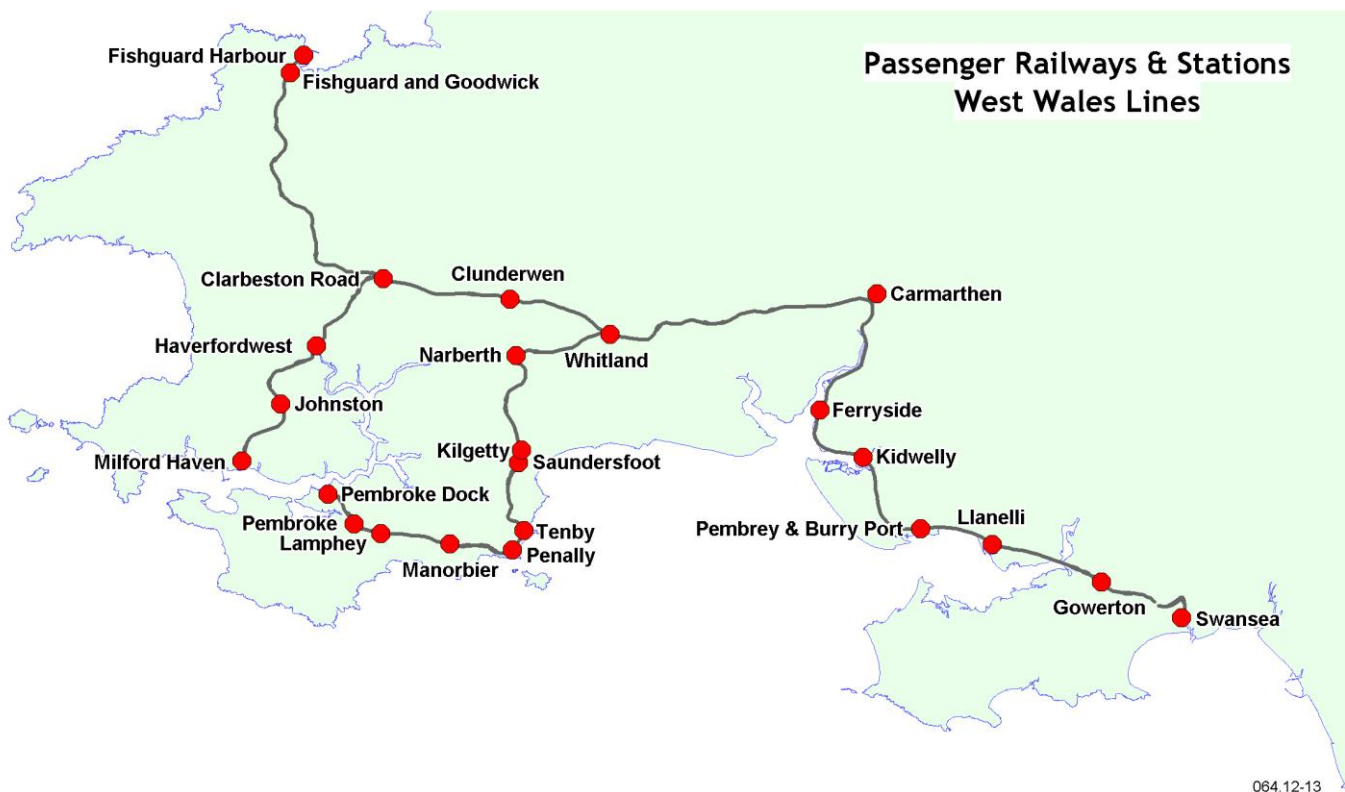 Passenger Railways & Stations
West Wales Lines
Fishguard Harbour
Fishguard and Goodwick
Clarbeston Road
Clunderwen
Carmarthen
Haverfordwest
Narberth
Whitland
Johnston
Ferryside
Kilgetty
Saundersfoot
Kidwelly
Milford Haven
Pembroke Dock
Pembroke
Lamphey
Tenby
Penally
Manorbier
Pembrey & Burry Port
Llanelli
Gowerton
Swansea
064.12-13